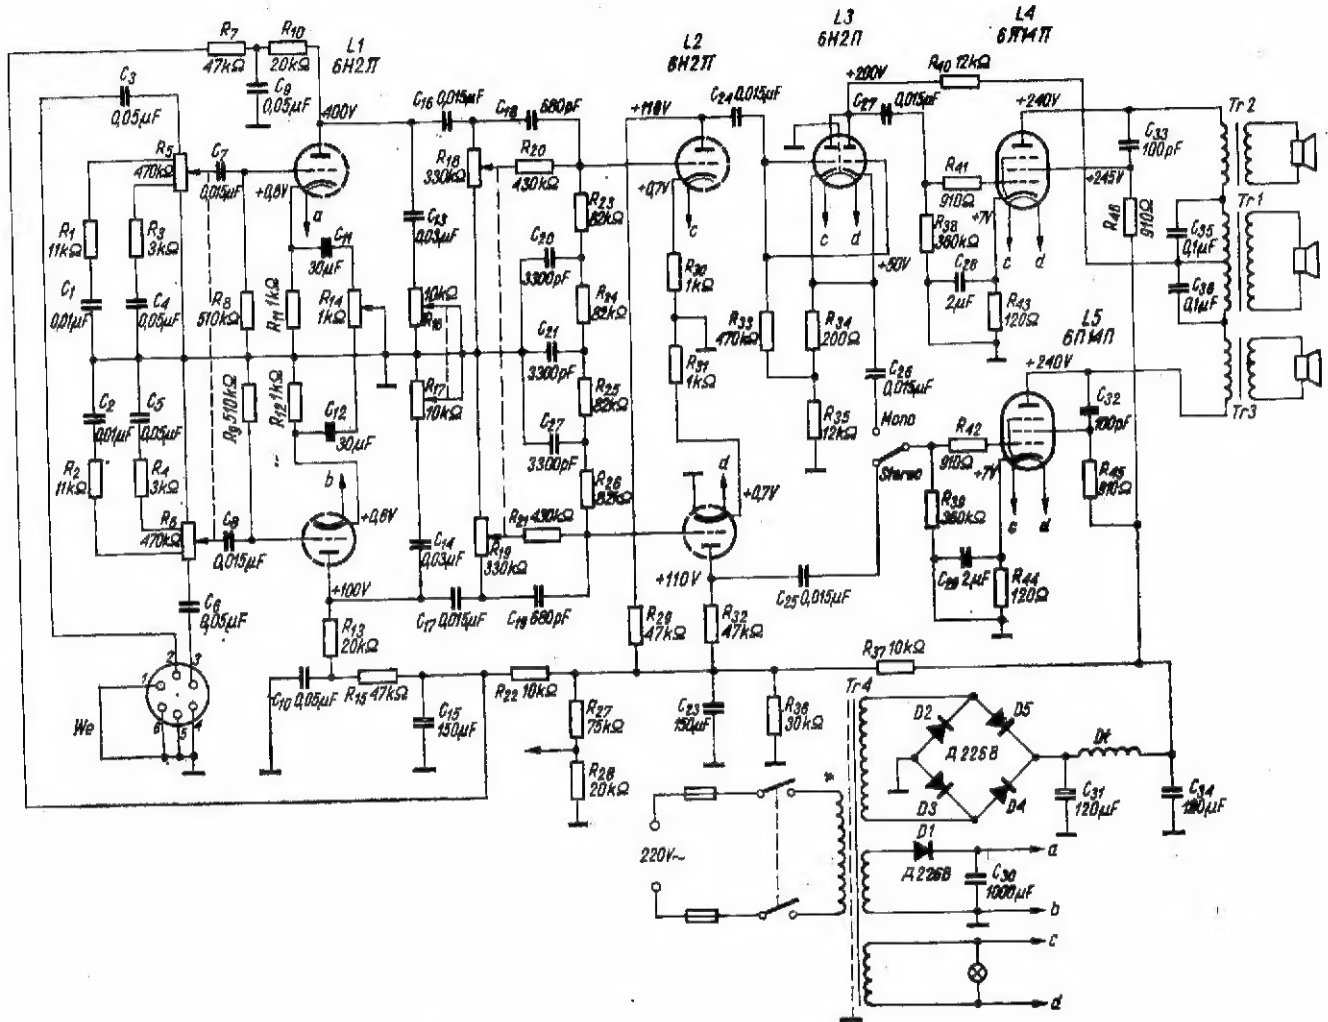 R7
47kΩ
R10
20kΩ
L1
6Н2П
C9
0,05µF
C3
0,05µF
R5
470kΩ
C7
0,015µF
+0,8V
a
400V
C16 0,015µF
C18
680pF
R18
330kΩ
R20
430kΩ
L2
6Н2П
+110V
C24 0,015µF
+0,7V
c
L3
6Н2П
+200V
C27
0,015µF
c
d
+50V
L4
6П14П
R40 12kΩ
+240V
R41
910Ω
+7V
c
d
C33
100pF
+245V
R46
910Ω
Tr2
Tr1
C35
0,1µF
C36
0,1µF
Tr3
R1
11kΩ
C1
0,01µF
R3
3kΩ
C4
0,05µF
R8
510kΩ
R11 1kΩ
C11
30µF
R14
1kΩ
C13
0,03µF
10kΩ
R16
R23
82kΩ
C20
3300pF
R24
82kΩ
C21
3300pF
R30
1kΩ
R31
1kΩ
R33
470kΩ
R34
200Ω
R38
360kΩ
C28
2µF
R43
120Ω
L5
6П14П
+240V
C2
0,01µF
C5
0,05µF
R9 510kΩ
R12 1kΩ
C12
30µF
R17
10kΩ
R25
82kΩ
C27
3300pF
R26
82kΩ
R35
12kΩ
C26
0,015µF
Mono
Stereo
R42
910Ω
+7V
C32
100pF
R45
910Ω
c
d
R2
11kΩ
R4
3kΩ
R6
470kΩ
C8
0,015µF
b
+0,8V
R21
430kΩ
R19
330kΩ
d
+0,7V
R39
360kΩ
C29 2µF
R44
120Ω
C6
0,05µF
+100V
C14
0,03µF
C17 0,015µF
C19 680pF
+110V
C25 0,015µF
R13
20kΩ
R29
47kΩ
R32
47kΩ
1
2
3
4
5
6
We
C10 0,05µF
R15 47kΩ
C15
150µF
R22 10kΩ
R27
75kΩ
R28
20kΩ
C23
150µF
R36
30kΩ
R37 10kΩ
Tr4
*
D2
D5
Д226В
D3
D4
Dł
C31
120µF
C34
120µF
220V~
D1
Д226В
C30
1000µF
a
b
c
d